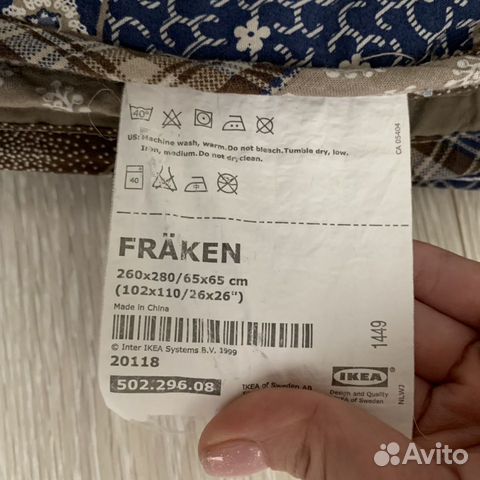 40°
US: Machine wash, warm. Do not bleach. Tumble dry, low.
Iron, medium. Do not dry clean.
CA 05404
40
FRÄKEN
260x280/65x65 cm
(102x110/26x26")
Made in China
© Inter IKEA Systems B.V. 1999
20118
502.296.08
1449
IKEA of Sweden AB
IKEA
Design and Quality
IKEA of Sweden
NLWJ
Avito